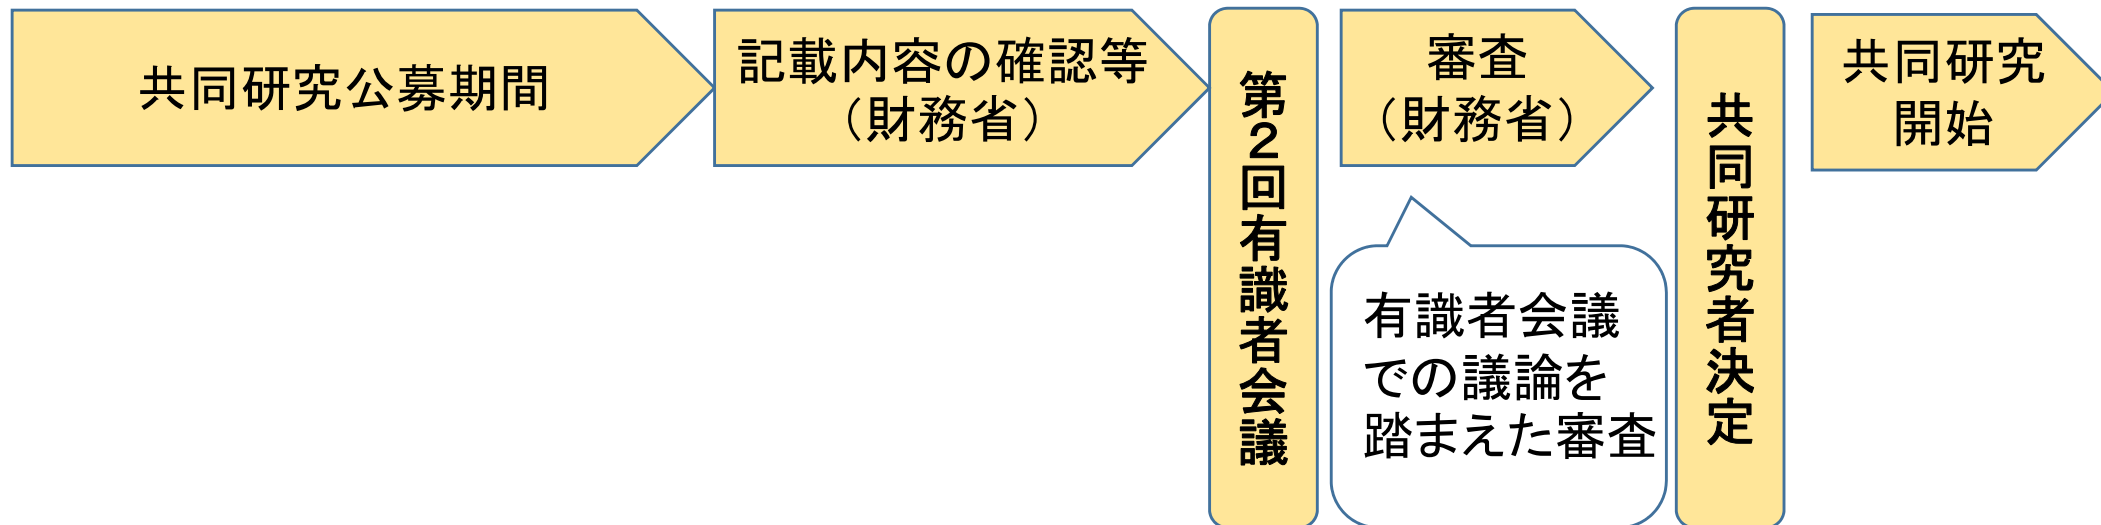 共同研究公募期間
記載内容の確認等
（財務省）
第２回有識者会議
審査
（財務省）
有識者会議
での議論を
踏まえた審査
共同研究者決定
共同研究
開始